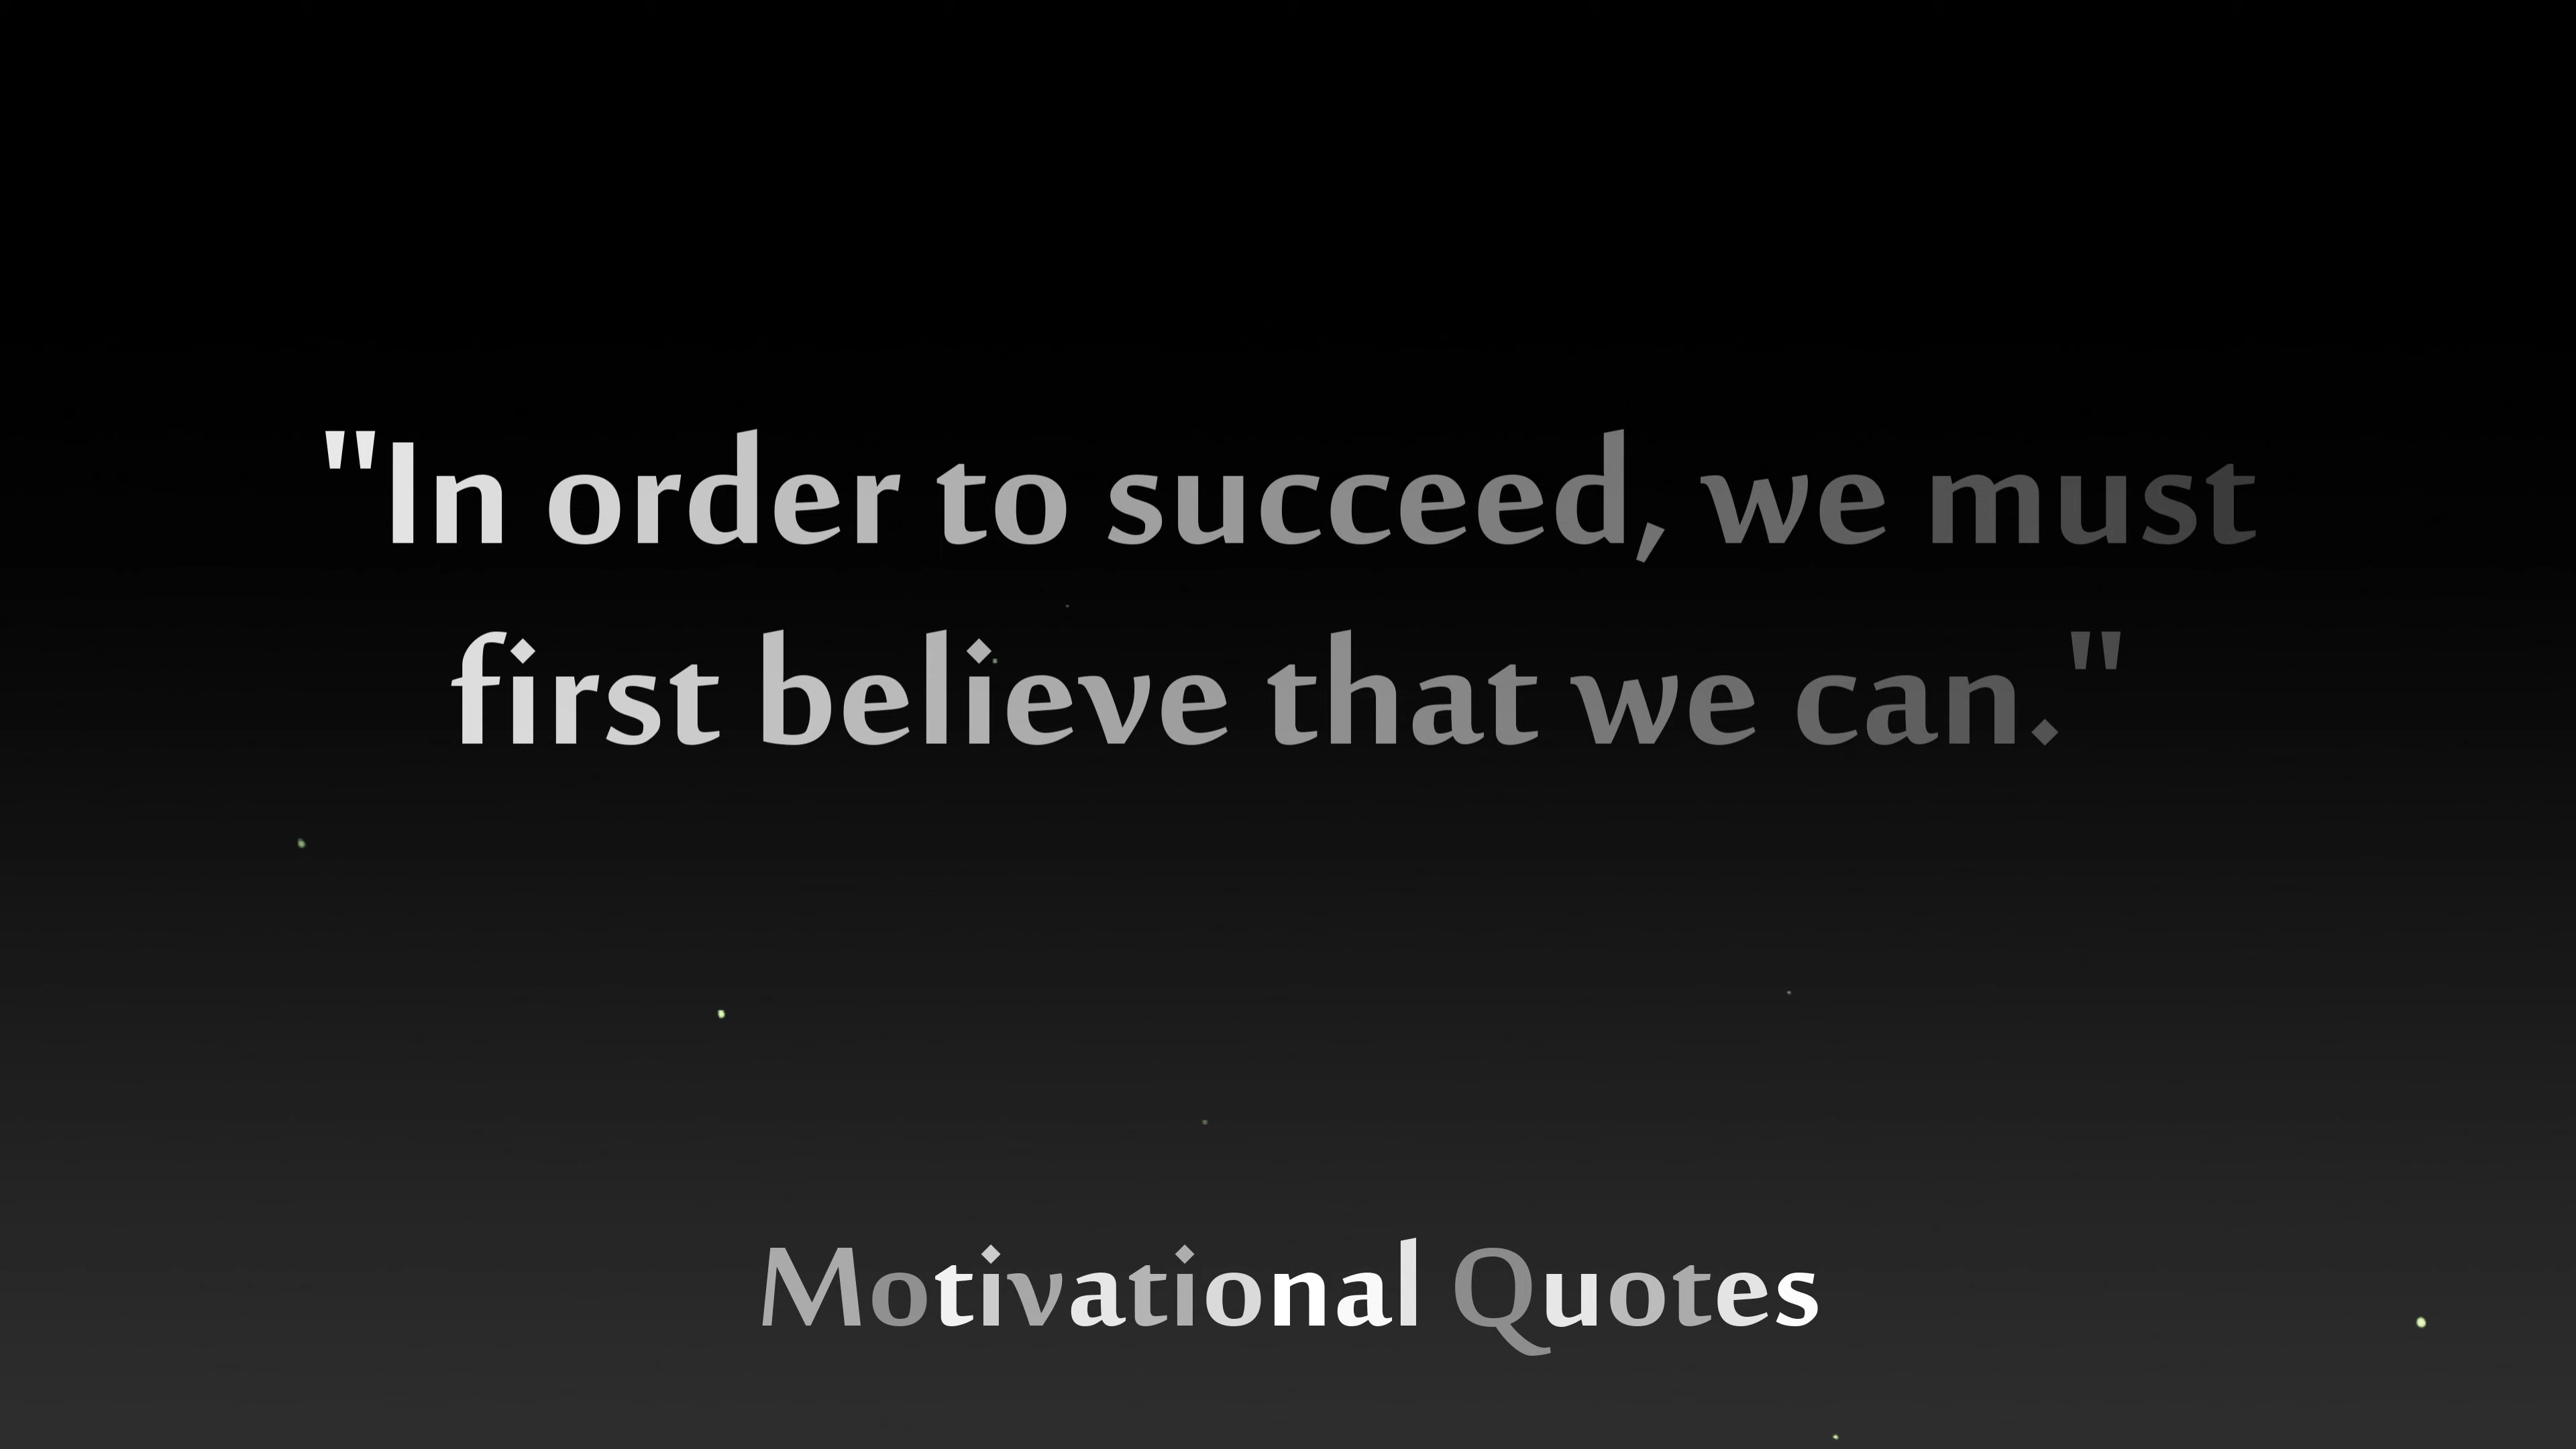 "In order to succeed, we must
first believe that we can."
Motivational Quotes